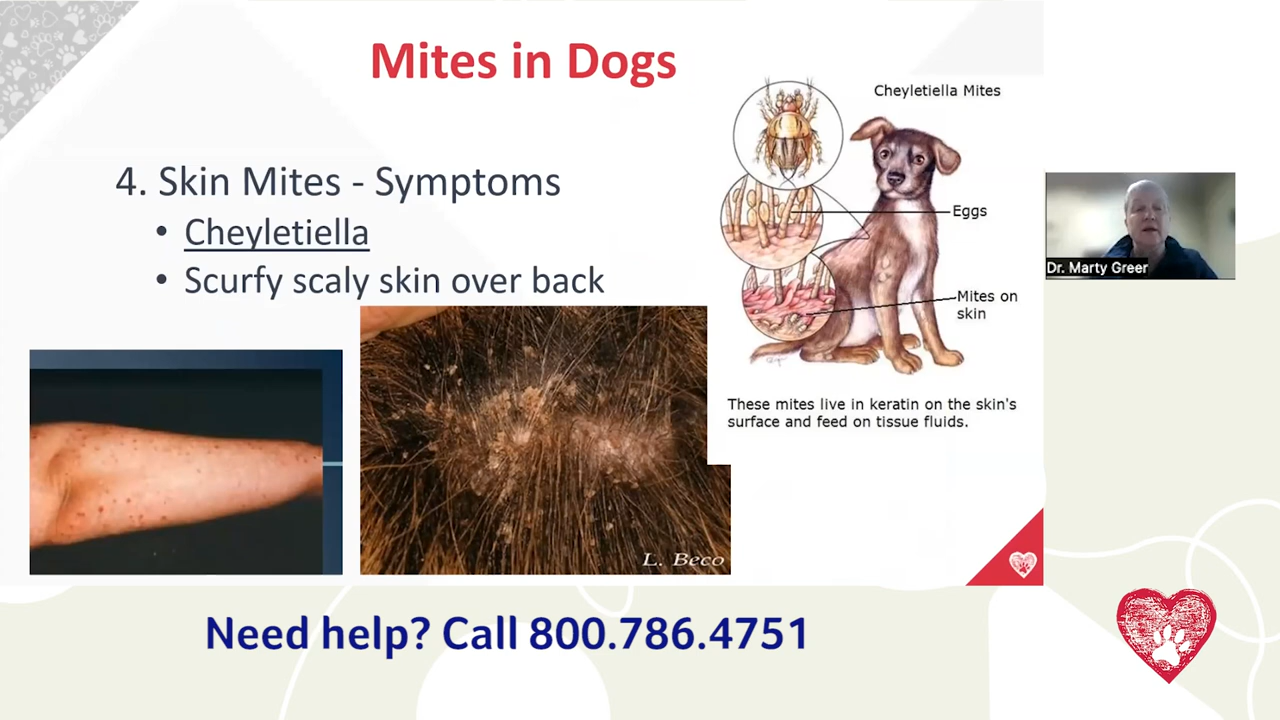 Mites in Dogs
4. Skin Mites - Symptoms
• Cheyletiella
• Scurfy scaly skin over back
Cheyletiella Mites
Eggs
Mites on
skin
These mites live in keratin on the skin's
surface and feed on tissue fluids.
L. Beco
Dr. Marty Greer
Need help? Call 800.786.4751